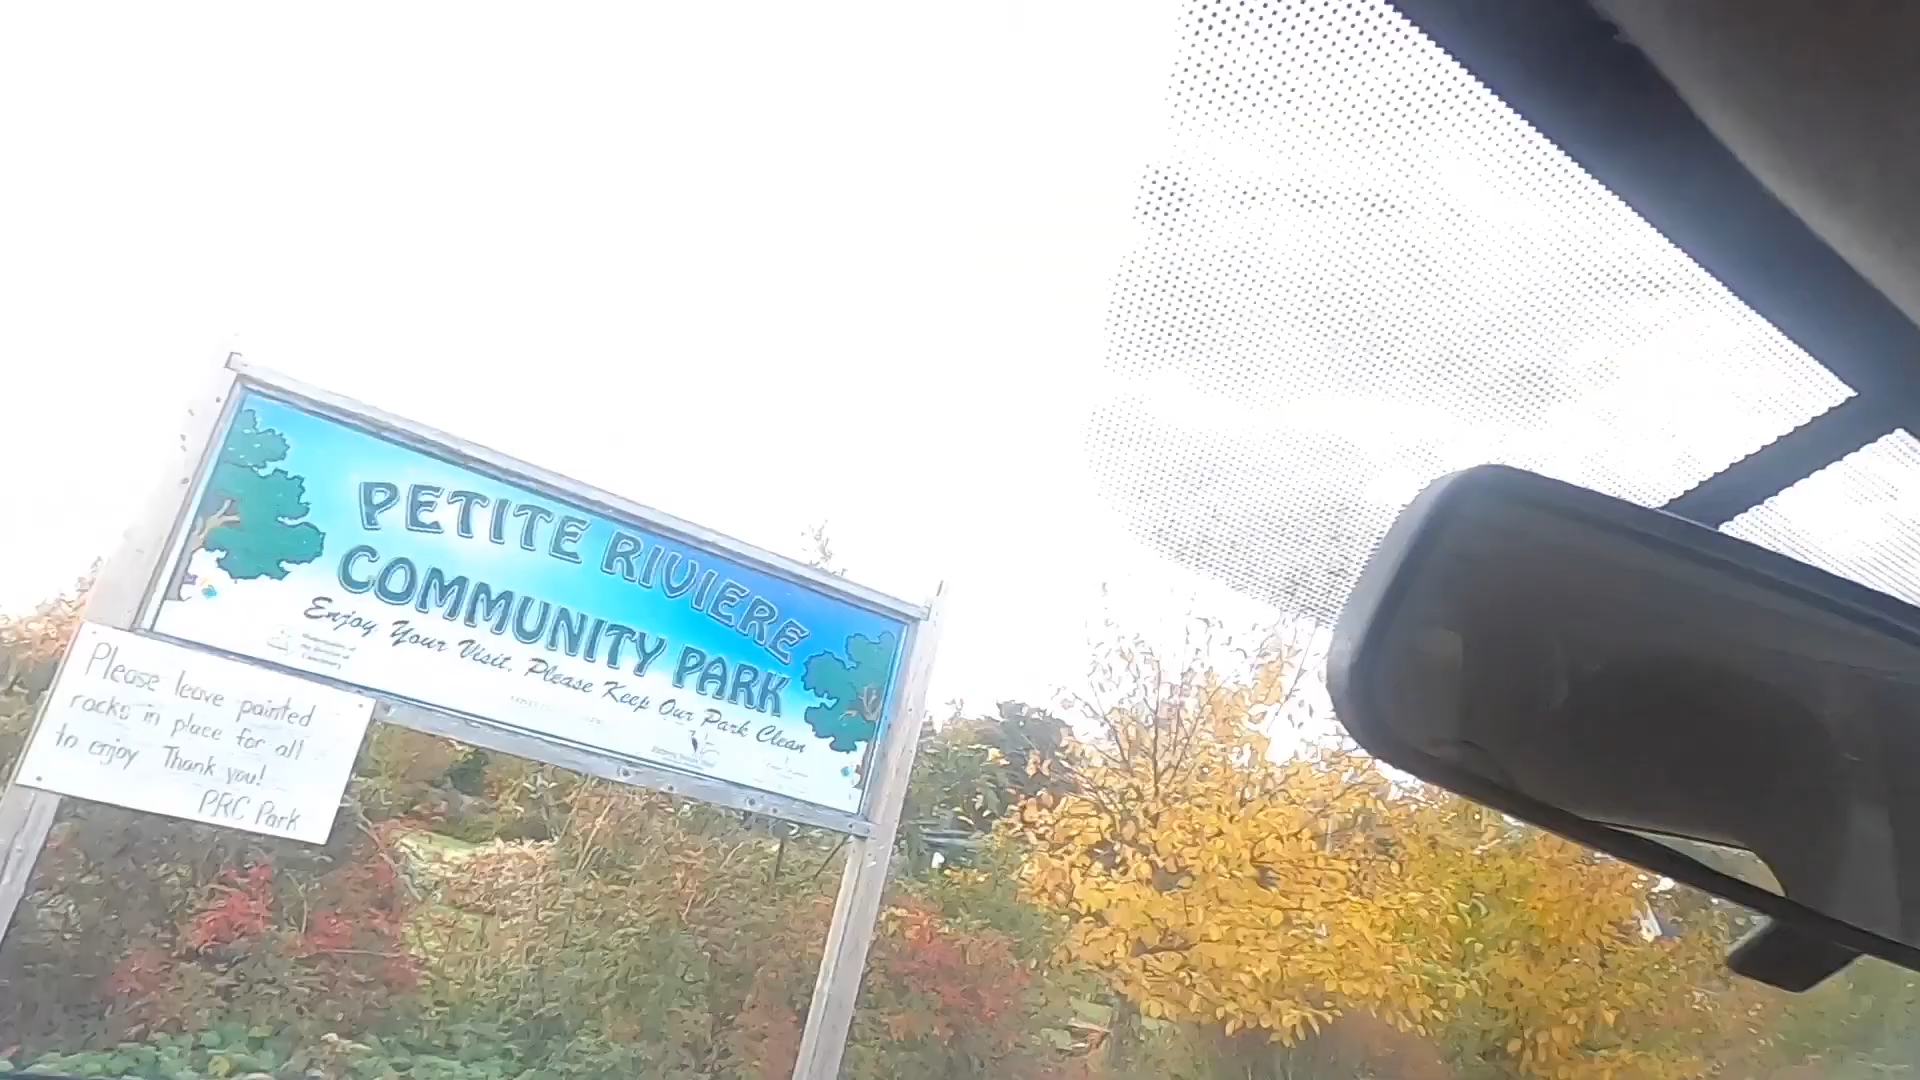 PETITE RIVIERE
COMMUNITY PARK
Enjoy Your Visit, Please Keep Our Park Clean
Please leave painted
rocks in place for all
to enjoy Thank you!
PRC Park